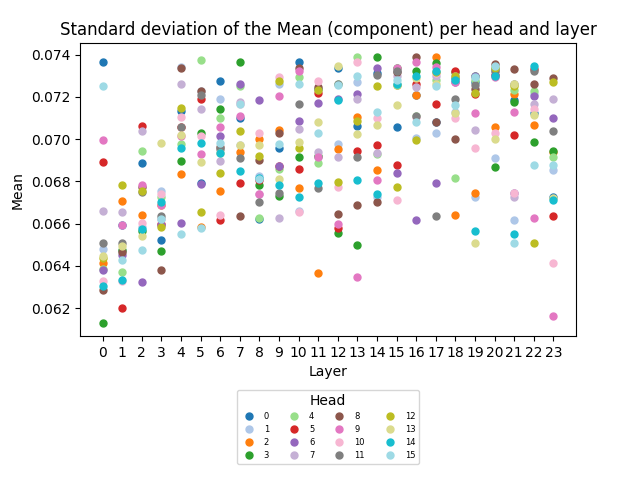 Standard deviation of the Mean (component) per head and layer
0.074
0.072
0.070
0.068
0.066
0.064
0.062
Mean
0 1 2 3 4 5 6 7 8 9 10 11 12 13 14 15 16 17 18 19 20 21 22 23
Layer
Head
0 4 8 12
1 5 9 13
2 6 10 14
3 7 11 15